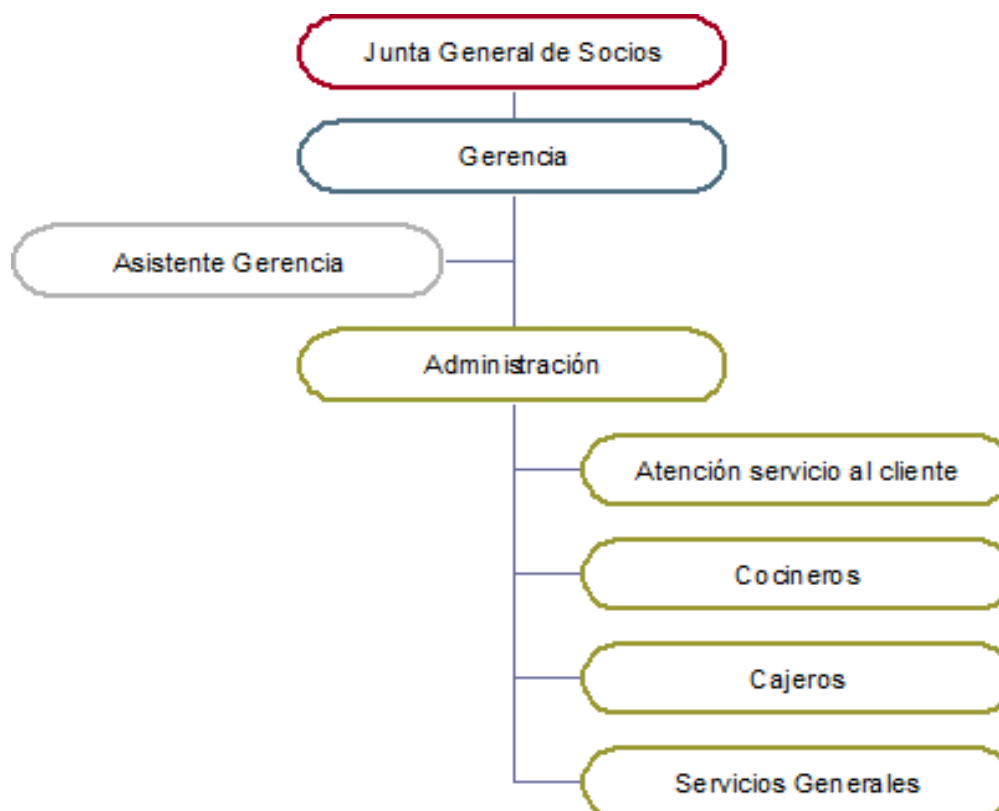 Junta General de Socios
Gerencia
Asistente Gerencia
Administración
Atención servicio al cliente
Cocineros
Cajeros
Servicios Generales